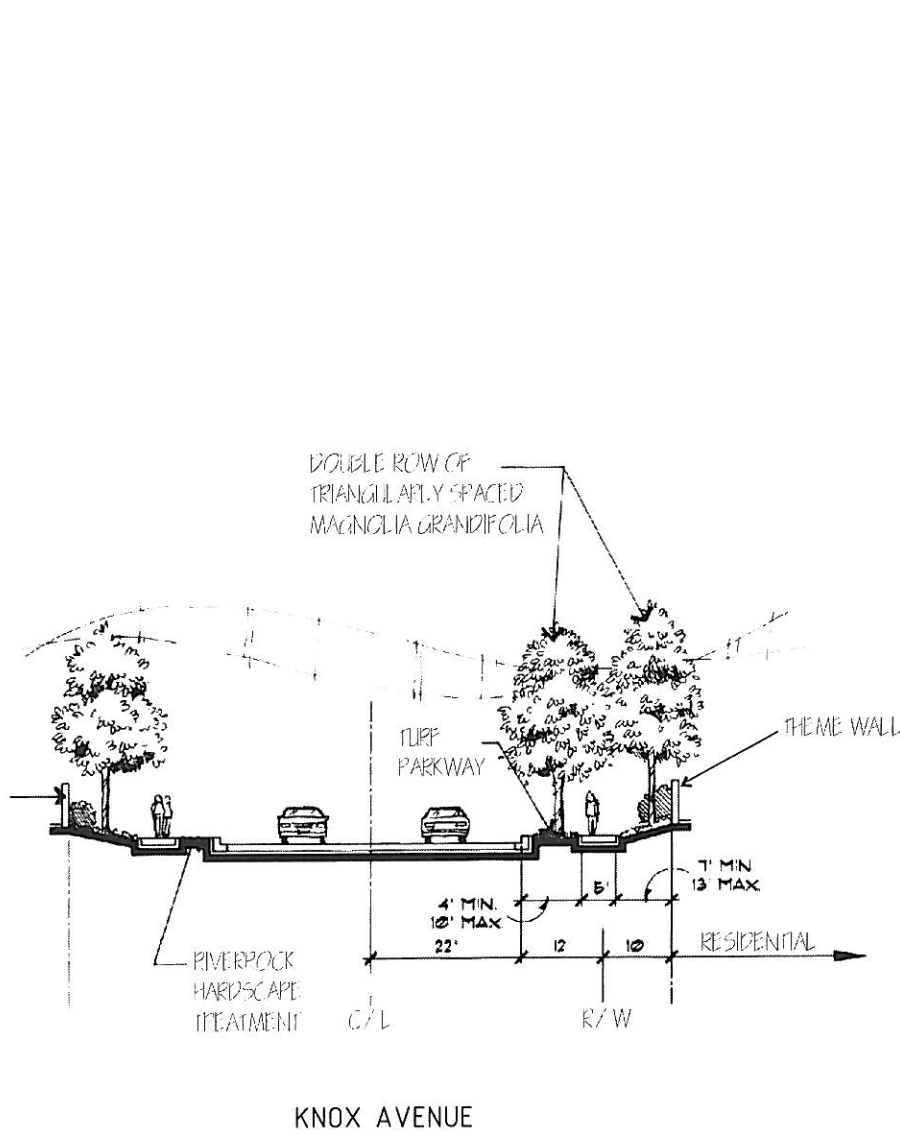 DOUBLE ROW OF
TRIANGULARLY SPACED
MAGNOLIA GRANDIFOLIA
TURF
PARKWAY
THEME WALL
7' MIN
13' MAX.
5'
4' MIN.
10' MAX
22'
12
10
RESIDENTIAL
RIVERROCK
HARDSCAPE
TREATMENT
C/L
R/W
KNOX AVENUE